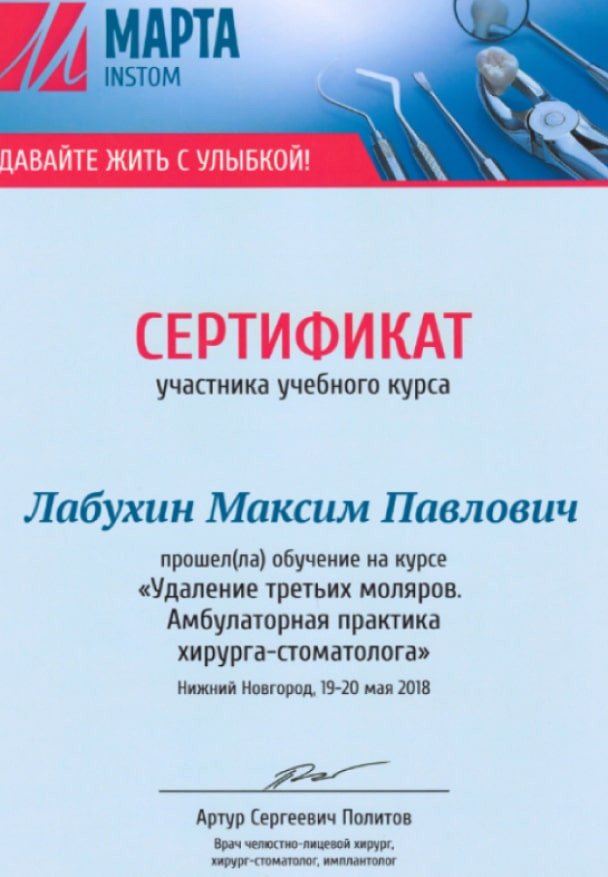 МАРТА
INSTOM
ДАВАЙТЕ ЖИТЬ С УЛЫБКОЙ!
СЕРТИФИКАТ
участника учебного курса
Лабухин Максим Павлович
прошел(ла) обучение на курсе
«Удаление третьих моляров.
Амбулаторная практика
хирурга-стоматолога»
Нижний Новгород, 19-20 мая 2018
Артур Сергеевич Политов
Врач челюстно-лицевой хирург,
хирург-стоматолог, имплантолог